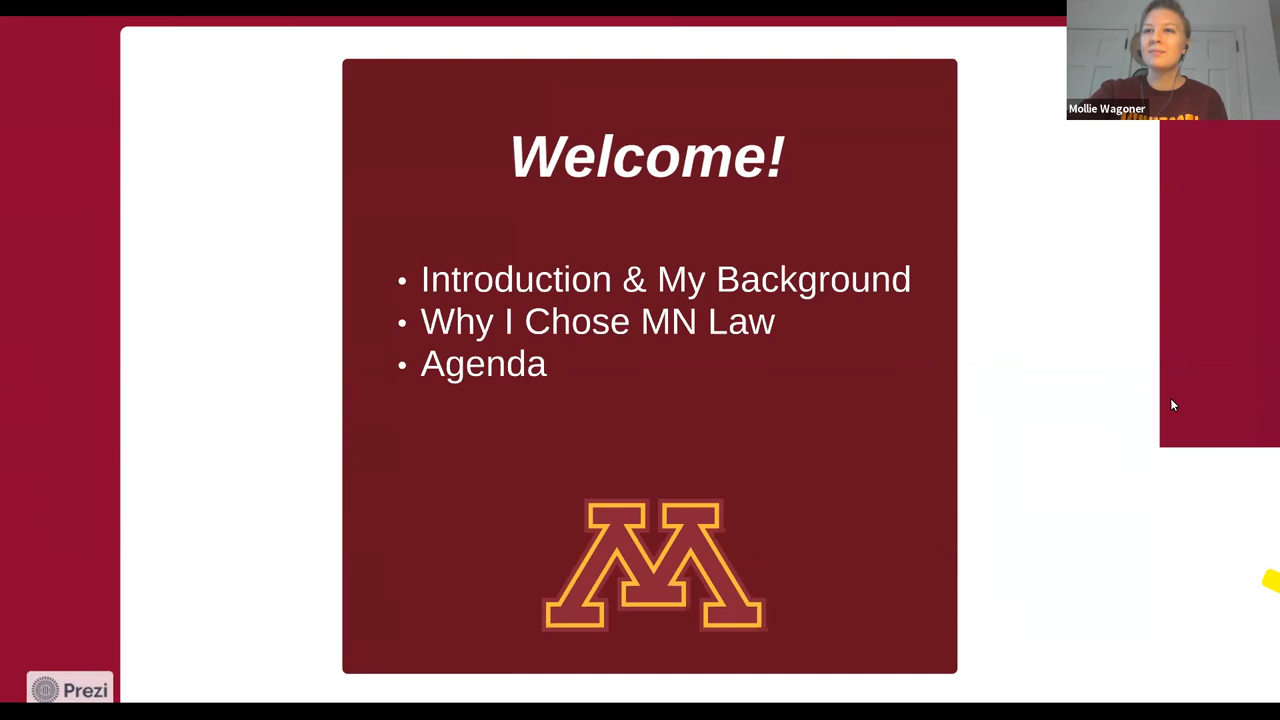 Mollie Wagoner
Welcome!
• Introduction & My Background
• Why I Chose MN Law
• Agenda
M
Prezi